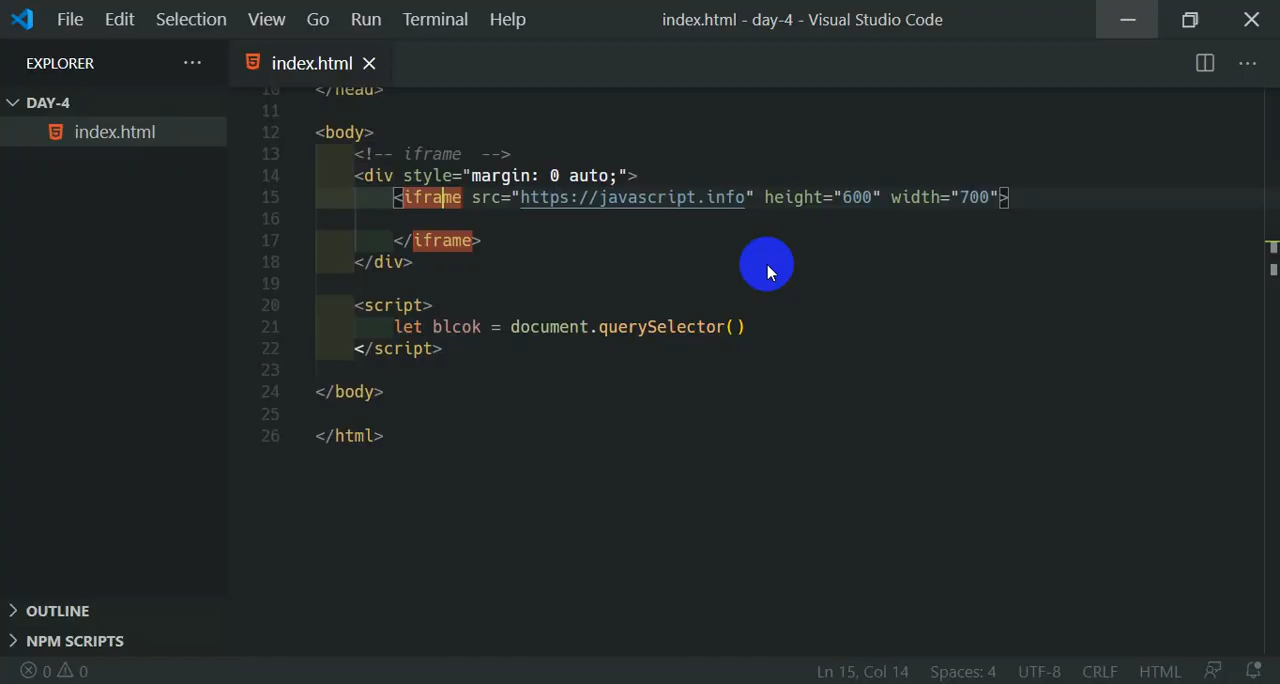 File Edit Selection View Go Run Terminal Help index.html - day-4 - Visual Studio Code
EXPLORER ··· index.html ···
DAY-4
index.html
10 </head>
11
12 <body>
13 <!-- iframe -->
14 <div style="margin: 0 auto;">
15 <iframe src="https://javascript.info" height="600" width="700">
16
17 </iframe>
18 </div>
19
20 <script>
21 let blcok = document.querySelector()
22 </script>
23
24 </body>
25
26 </html>
OUTLINE
NPM SCRIPTS
0 0 Ln 15, Col 14 Spaces: 4 UTF-8 CRLF HTML